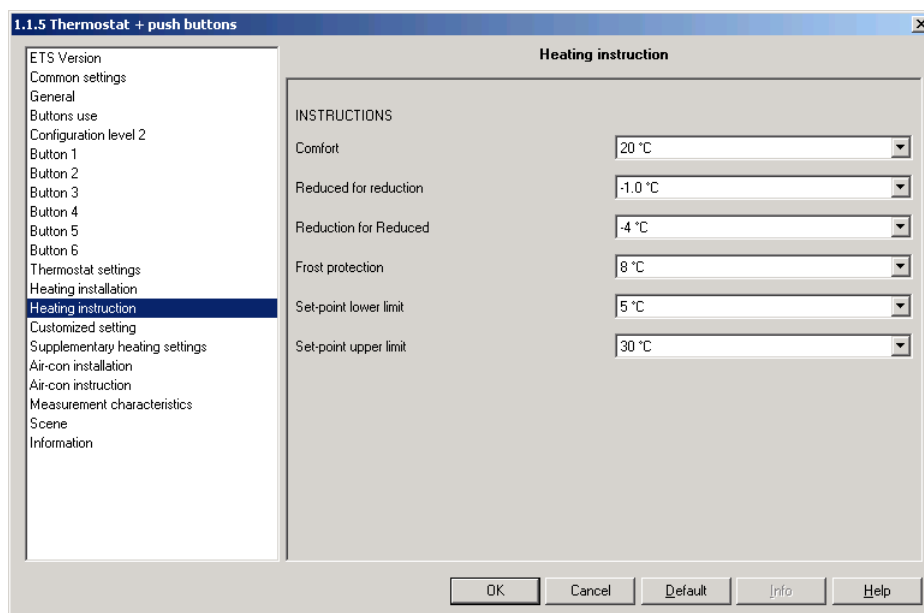 1.1.5 Thermostat + push buttons
ETS Version
Common settings
General
Buttons use
Configuration level 2
Button 1
Button 2
Button 3
Button 4
Button 5
Button 6
Thermostat settings
Heating installation
Heating instruction
Customized setting
Supplementary heating settings
Air-con installation
Air-con instruction
Measurement characteristics
Scene
Information
Heating instruction
INSTRUCTIONS
Comfort 20 °C
Reduced for reduction -1.0 °C
Reduction for Reduced -4 °C
Frost protection 8 °C
Set-point lower limit 5 °C
Set-point upper limit 30 °C
OK Cancel Default Info Help